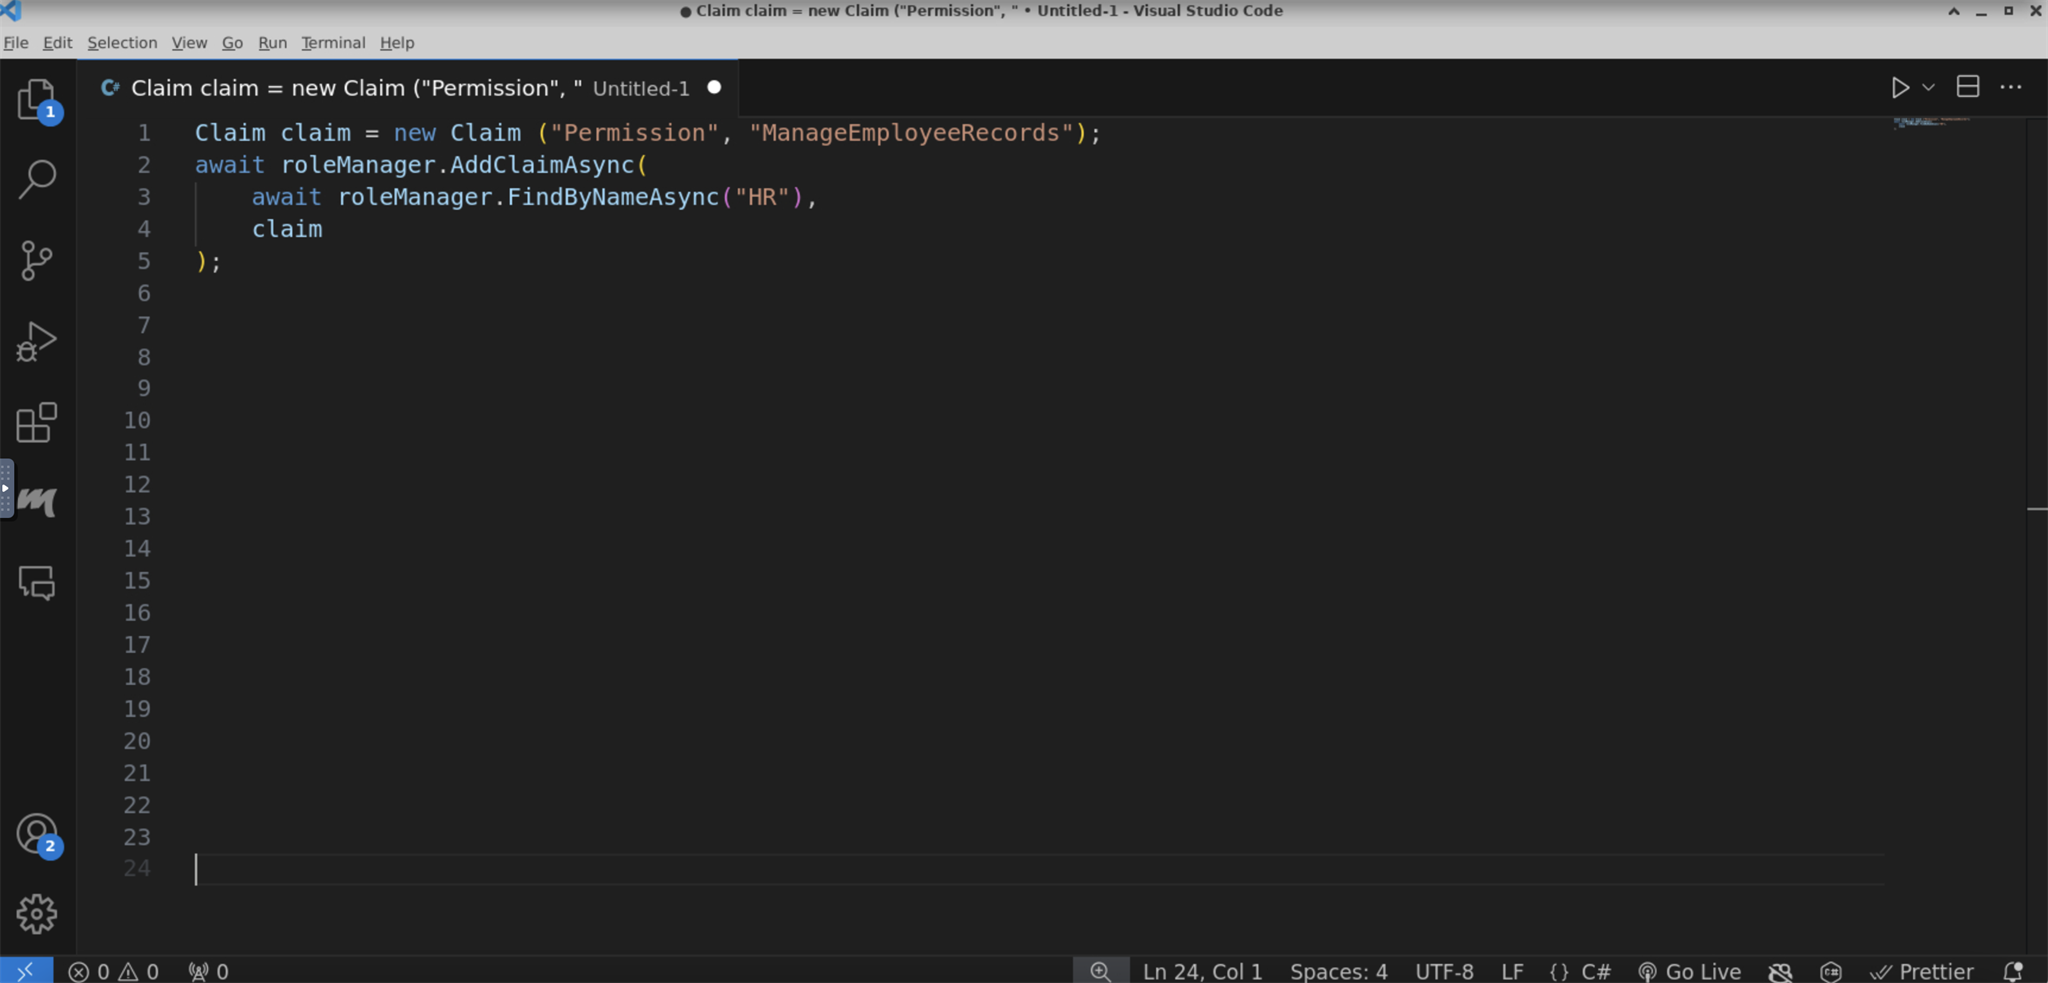 ● Claim claim = new Claim ("Permission", " • Untitled-1 - Visual Studio Code
File Edit Selection View Go Run Terminal Help
C# Claim claim = new Claim ("Permission", " Untitled-1
1
1 Claim claim = new Claim ("Permission", "ManageEmployeeRecords");
2 await roleManager.AddClaimAsync(
3 await roleManager.FindByNameAsync("HR"),
4 claim
5 );
6
7
8
9
10
11
12
13
14
15
16
17
18
19
20
21
22
23
24
2
0 0 0 Ln 24, Col 1 Spaces: 4 UTF-8 LF {} C# Go Live Prettier